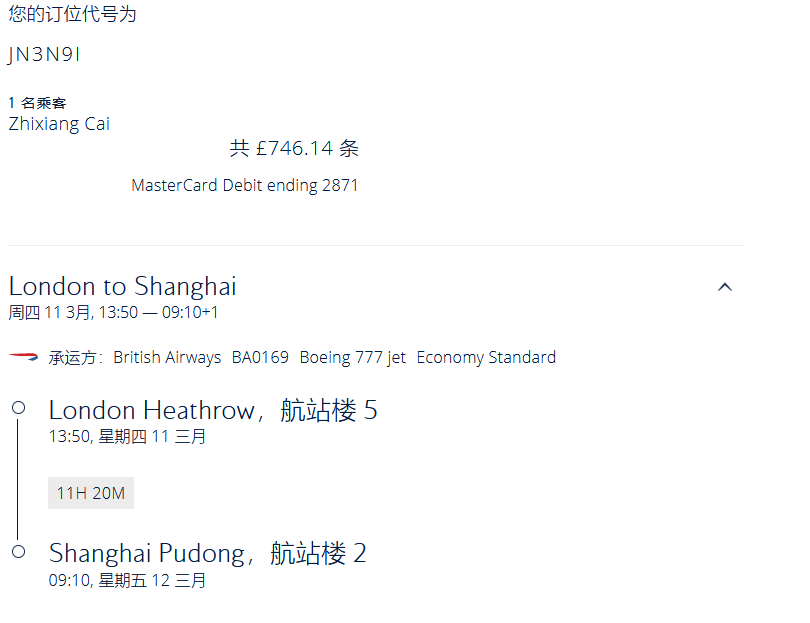 您的订位代号为
JN3N9I
1 名乘客
Zhixiang Cai
共 £746.14 条
MasterCard Debit ending 2871
London to Shanghai
周四 11 3月, 13:50 — 09:10+1
承运方： British Airways BA0169 Boeing 777 jet Economy Standard
London Heathrow，航站楼 5
13:50, 星期四 11 三月
11H 20M
Shanghai Pudong，航站楼 2
09:10, 星期五 12 三月